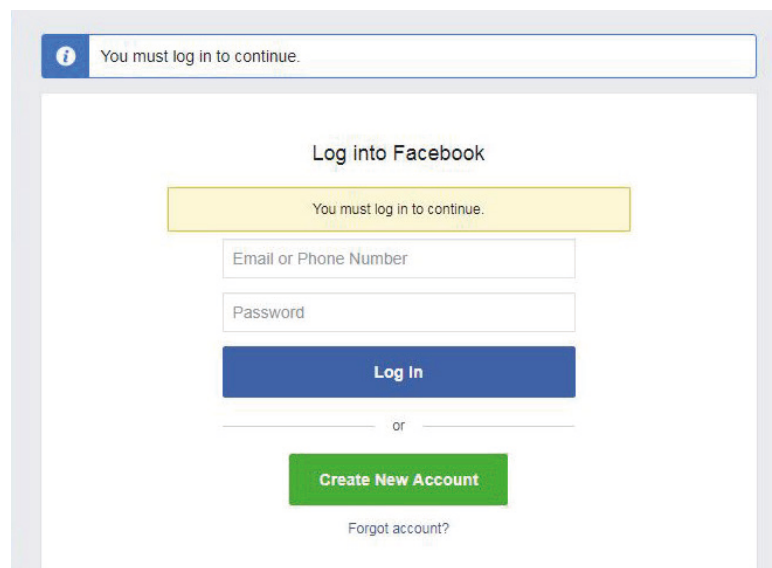 You must log in to continue.
Log into Facebook
You must log in to continue.
Email or Phone Number
Password
Log In
or
Create New Account
Forgot account?